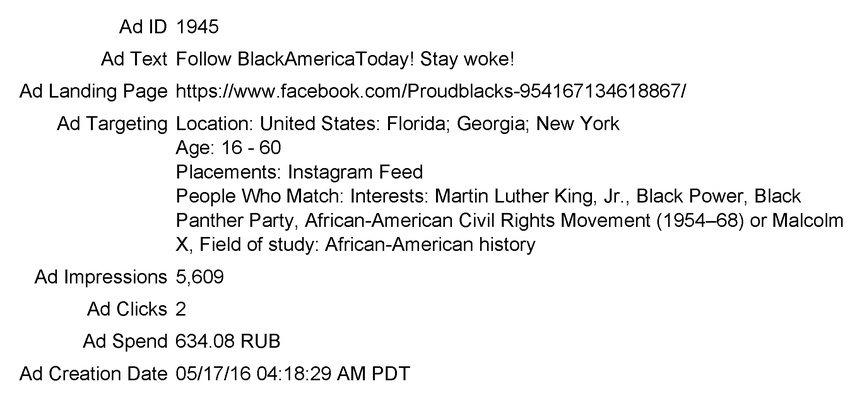 Ad ID 1945
Ad Text Follow BlackAmericaToday! Stay woke!
Ad Landing Page https://www.facebook.com/Proudblacks-954167134618867/
Ad Targeting Location: United States: Florida; Georgia; New York
Age: 16 - 60
Placements: Instagram Feed
People Who Match: Interests: Martin Luther King, Jr., Black Power, Black
Panther Party, African-American Civil Rights Movement (1954–68) or Malcolm
X, Field of study: African-American history
Ad Impressions 5,609
Ad Clicks 2
Ad Spend 634.08 RUB
Ad Creation Date 05/17/16 04:18:29 AM PDT